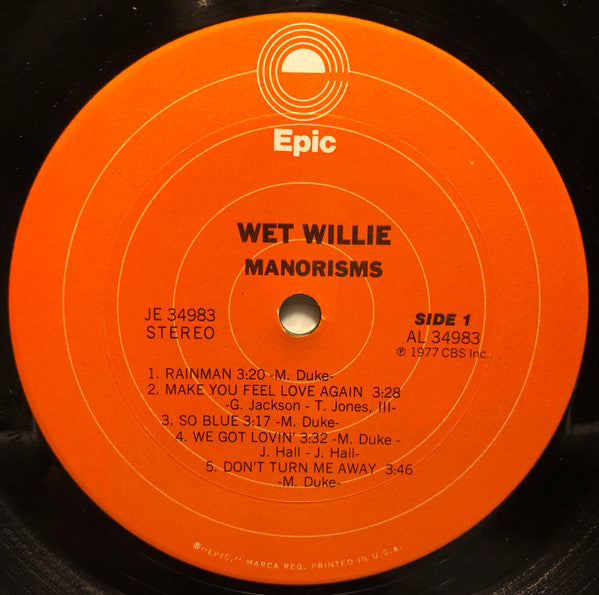 Epic
WET WILLIE
MANORISMS
JE 34983
STEREO
SIDE 1
AL 34983
℗ 1977 CBS Inc.
1. RAINMAN 3:20 -M. Duke-
2. MAKE YOU FEEL LOVE AGAIN 3:28
-G. Jackson - T. Jones, III-
3. SO BLUE 3:17 -M. Duke-
4. WE GOT LOVIN' 3:32 -M. Duke -
J. Hall - J. Hall-
5. DON'T TURN ME AWAY 3:46
-M. Duke-
®"EPIC," MARCA REG. PRINTED IN U.S.A.